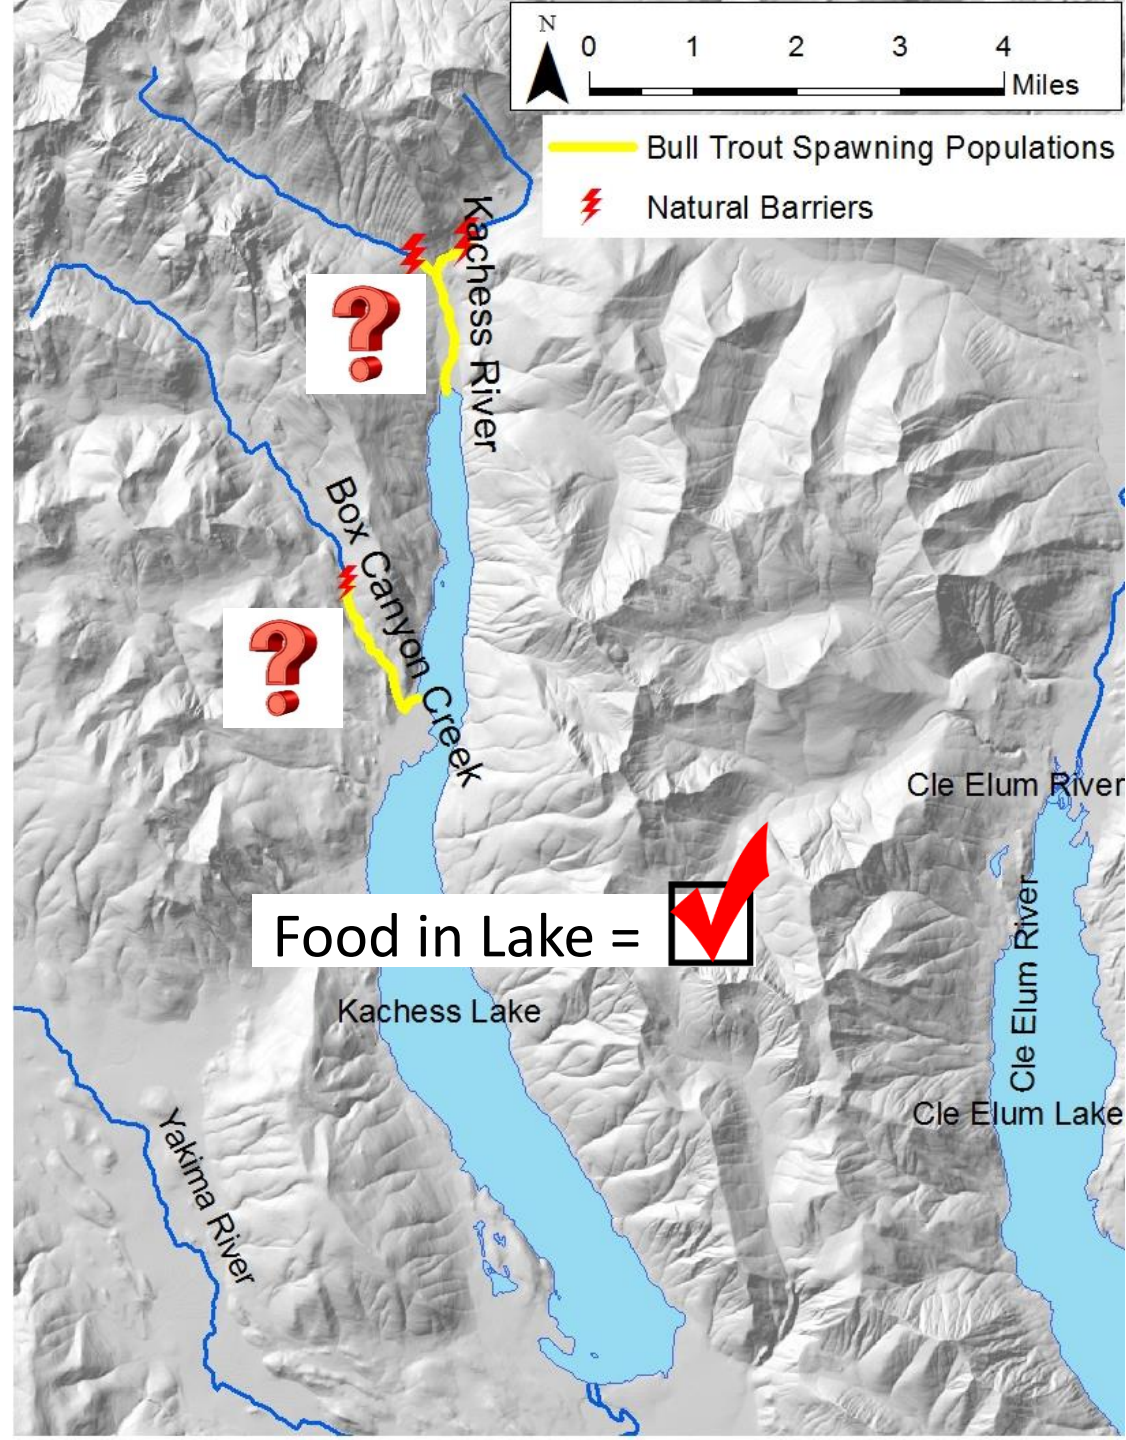 N
0 1 2 3 4
Miles
Bull Trout Spawning Populations
Natural Barriers
Kachess River
?
Box Canyon Creek
?
Cle Elum River
Food in Lake =
Cle Elum River
Kachess Lake
Cle Elum Lake
Yakima River